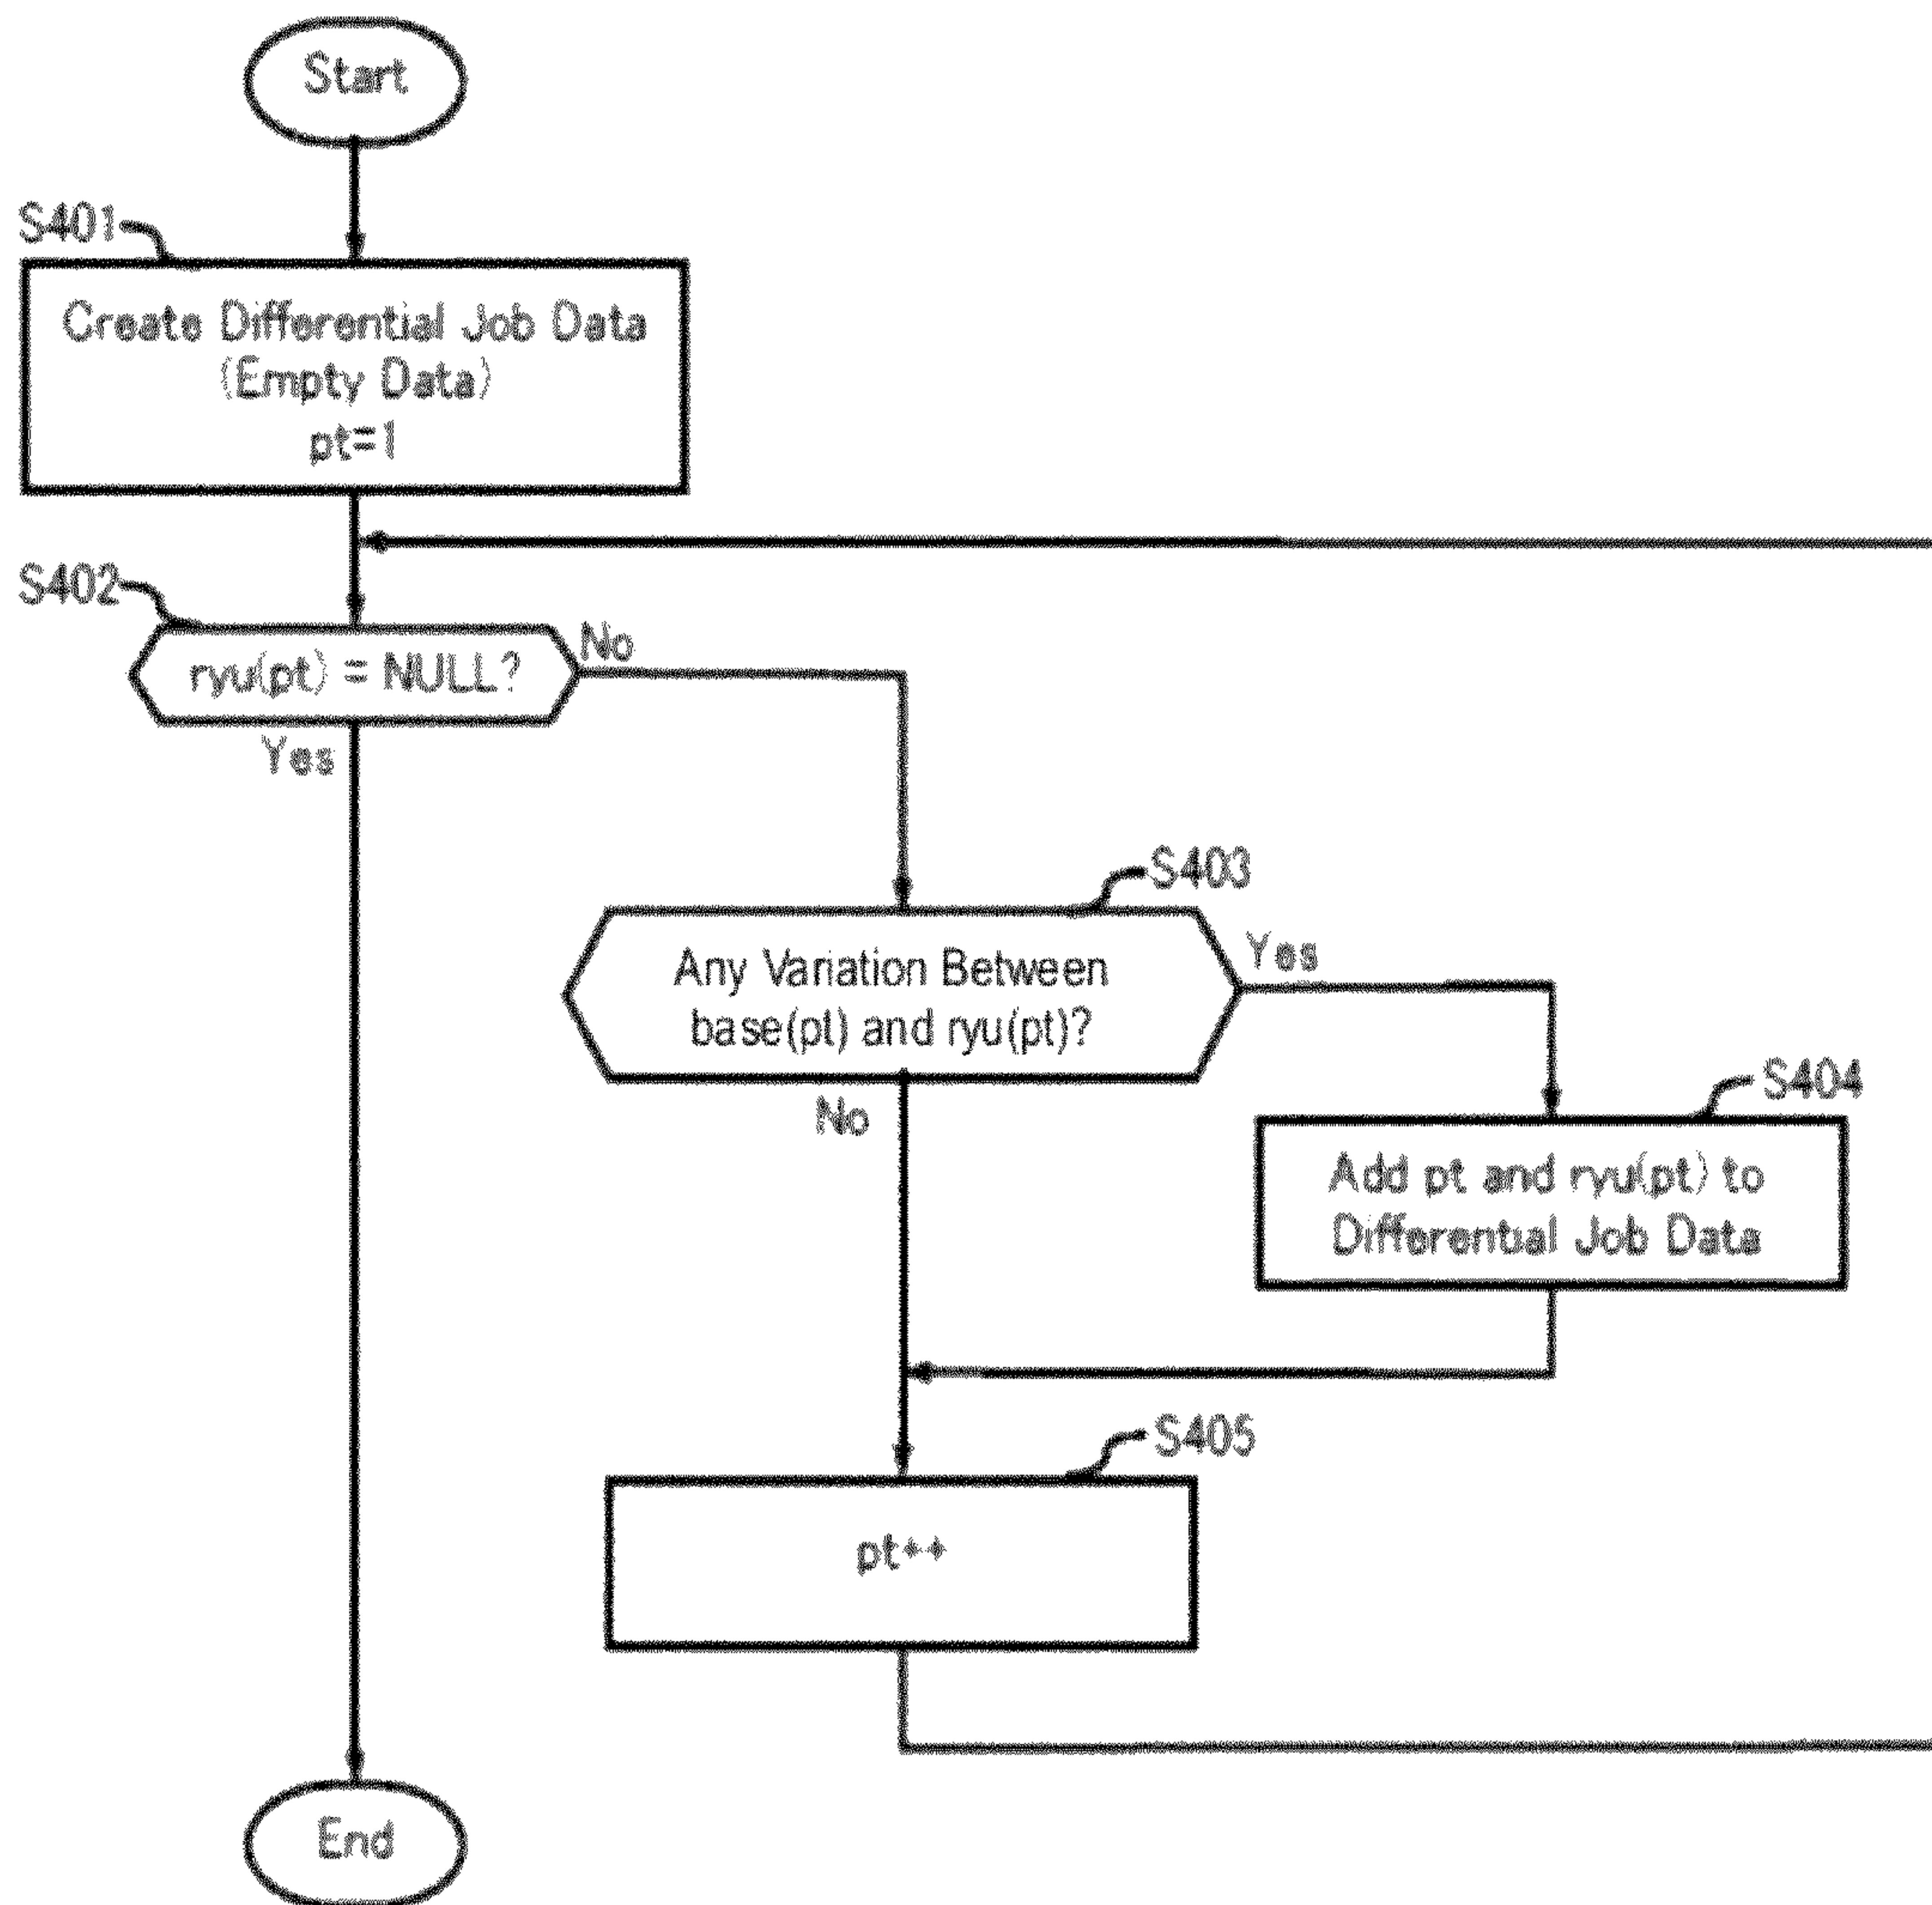 Start
S401
Create Differential Job Data
(Empty Data)
pt=1
S402
ryu(pt) = NULL?
No
Yes
S403
Any Variation Between
base(pt) and ryu(pt)?
Yes
No
S404
Add pt and ryu(pt) to
Differential Job Data
S405
pt++
End